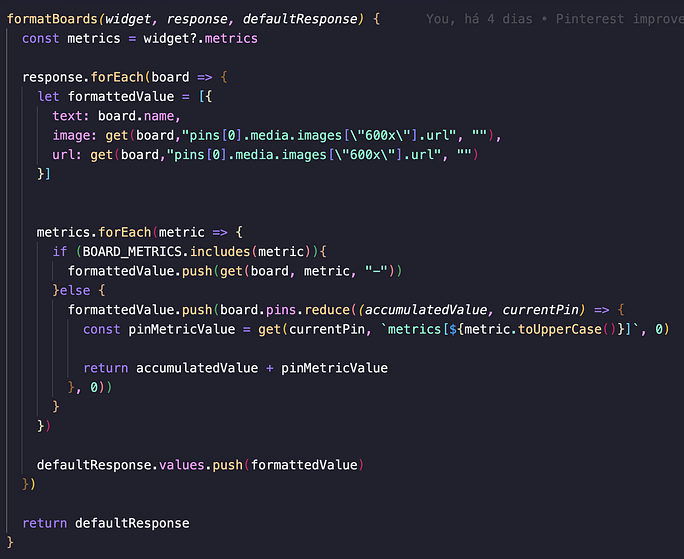 formatBoards(widget, response, defaultResponse) { You, há 4 dias • Pinterest improve
const metrics = widget?.metrics
response.forEach(board => {
let formattedValue = [{
text: board.name,
image: get(board,"pins[0].media.images[\"600x\"].url", ""),
url: get(board,"pins[0].media.images[\"600x\"].url", "")
}]
metrics.forEach(metric => {
if (BOARD_METRICS.includes(metric)){
formattedValue.push(get(board, metric, "-"))
}else {
formattedValue.push(board.pins.reduce((accumulatedValue, currentPin) => {
const pinMetricValue = get(currentPin, `metrics[${metric.toUpperCase()}]`, 0)
return accumulatedValue + pinMetricValue
}, 0))
}
})
defaultResponse.values.push(formattedValue)
})
return defaultResponse
}